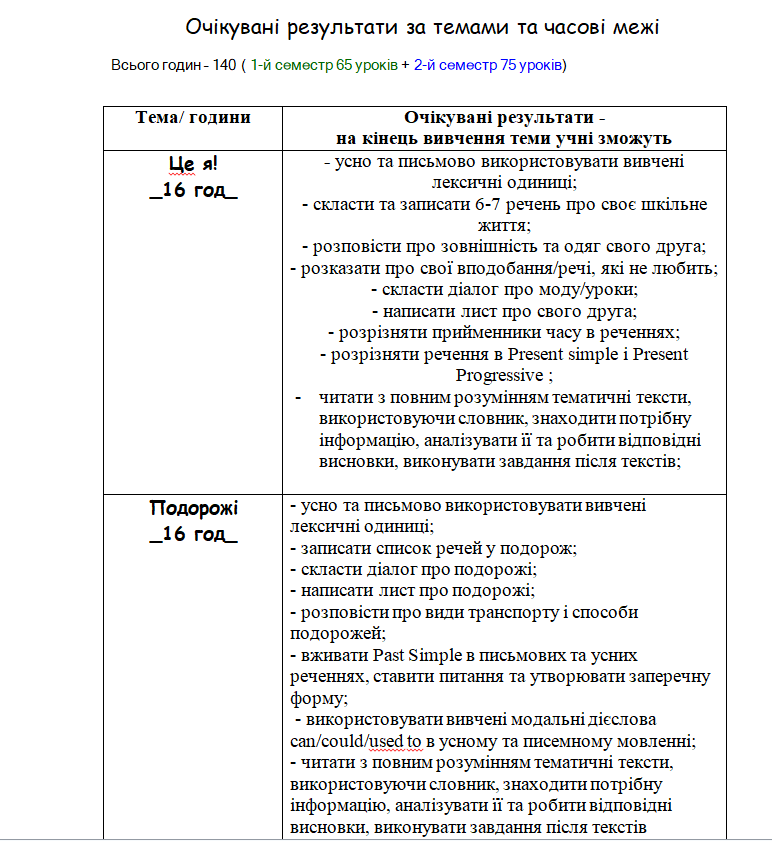 Очікувані результати за темами та часові межі
Всього годин – 140 ( 1-й семестр 65 уроків + 2-й семестр 75 уроків)
Тема/ години
Очікувані результати -
на кінець вивчення теми учні зможуть
Це я!
_16 год_
- усно та письмово використовувати вивчені
лексичні одиниці;
- скласти та записати 6-7 речень про своє шкільне
життя;
- розповісти про зовнішність та одяг свого друга;
- розказати про свої вподобання/речі, які не любить;
- скласти діалог про моду/уроки;
- написати лист про свого друга;
- розрізняти прийменники часу в реченнях;
- розрізняти речення в Present simple і Present
Progressive ;
- читати з повним розумінням тематичні тексти,
використовуючи словник, знаходити потрібну
інформацію, аналізувати її та робити відповідні
висновки, виконувати завдання після текстів;
Подорожі
_16 год_
- усно та письмово використовувати вивчені
лексичні одиниці;
- записати список речей у подорож;
- скласти діалог про подорожі;
- написати лист про подорожі;
- розповісти про види транспорту і способи
подорожей;
- вживати Past Simple в письмових та усних
реченнях, ставити питання та утворювати заперечну
форму;
- використовувати вивчені модальні дієслова
can/could/used to в усному та писемному мовленні;
- читати з повним розумінням тематичні тексти,
використовуючи словник, знаходити потрібну
інформацію, аналізувати її та робити відповідні
висновки, виконувати завдання після текстів